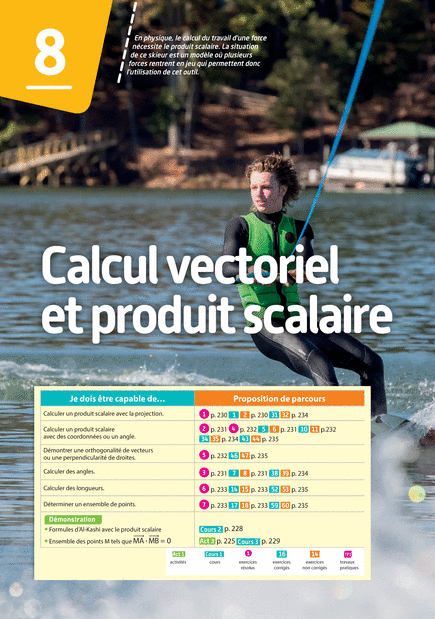 8
En physique, le calcul du travail d'une force
nécessite le produit scalaire. La situation
de ce skieur est un modèle où plusieurs
forces rentrent en jeu qui permettent donc
l'utilisation de cet outil.
Calcul vectoriel
et produit scalaire
Je dois être capable de… Proposition de parcours
Calculer un produit scalaire avec la projection. 1 p. 230 1 2 p. 230 31 32 p. 234
Calculer un produit scalaire
avec des coordonnées ou un angle.
2 p. 231 4 p. 232 5 6 p. 231 10 11 p.232
34 35 p. 234 43 44 p. 235
Démontrer une orthogonalité de vecteurs
ou une perpendicularité de droites.
5 p. 232 46 47 p. 235
Calculer des angles. 3 p. 231 7 8 p. 231 38 39 p. 234
Calculer des longueurs. 6 p. 233 14 15 p. 233 52 53 p. 235
Déterminer un ensemble de points. 7 p. 233 17 18 p. 233 59 60 p. 235
Démonstration
Formules d'Al-Kashi avec le produit scalaire Cours 2 p. 228
Ensemble des points M tels que MA · MB = 0 Act 3 p. 225 Cours 3 p. 229
Act 1 Cours 1 1 16 14 TP1
activités cours exercices résolus exercices corrigés exercices non corrigés travaux pratiques